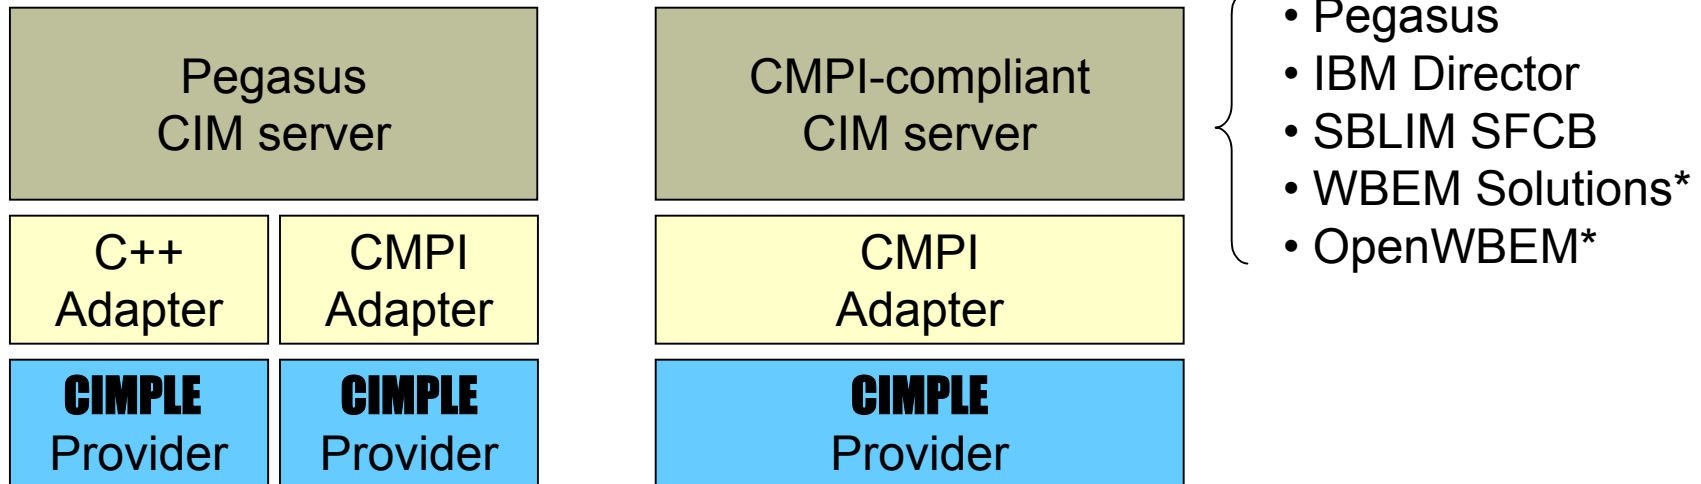 Pegasus
CIM server
C++
Adapter
CMPI
Adapter
CIMPLE
Provider
CIMPLE
Provider
CMPI-compliant
CIM server
CMPI
Adapter
CIMPLE
Provider
• Pegasus
• IBM Director
• SBLIM SFCB
• WBEM Solutions*
• OpenWBEM*